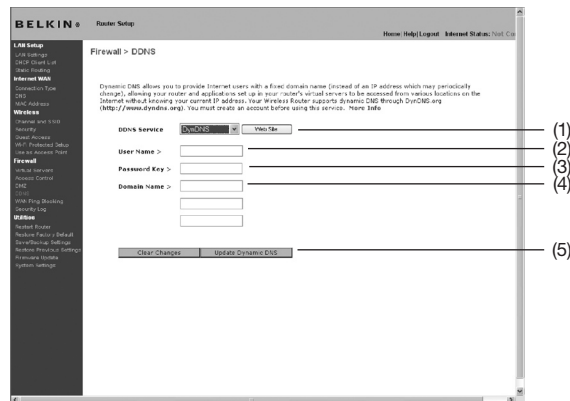 BELKIN
Router Setup
Home|Help|Logout Internet Status: Not Co
LAN Setup
LAN Settings
DHCP Client List
Static Routing
Internet WAN
Connection Type
DNS
MAC Address
Wireless
Channel and SSID
Security
Guest Access
Wi-Fi Protected Setup
Use as Access Point
Firewall
Virtual Servers
Access Control
DMZ
DDNS
WAN Ping Blocking
Security Log
Utilities
Restart Router
Restore Factory Default
Save/Backup Settings
Restore Previous Settings
Firmware Update
System Settings
Firewall > DDNS
Dynamic DNS allows you to provide Internet users with a fixed domain name (instead of an IP address which may periodically
change), allowing your router and applications set up in your router's virtual servers to be accessed from various locations on the
Internet without knowing your current IP address. Your Wireless Router supports dynamic DNS through DynDNS.org
(http://www.dyndns.org). You must create an account before using this service. More Info
DDNS Service DynDNS Web Site (1)
User Name > (2)
Password Key > (3)
Domain Name > (4)
Clear Changes Update Dynamic DNS (5)